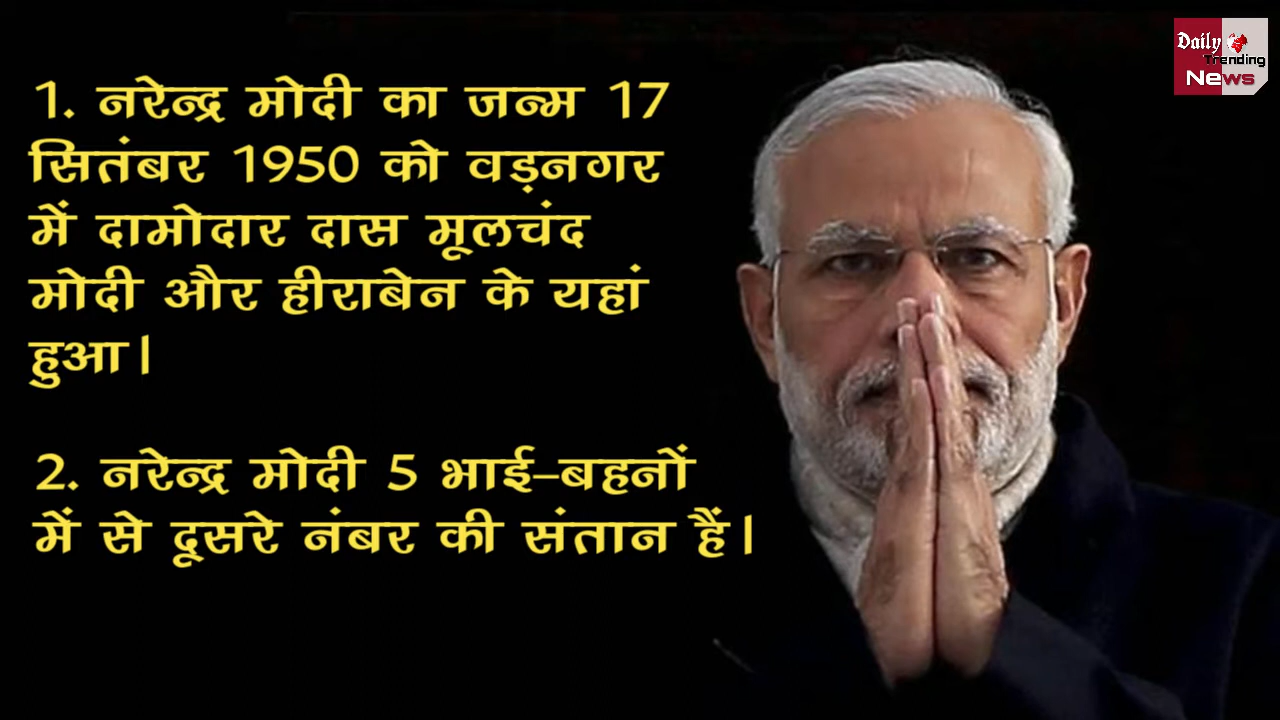 1. नरेन्द्र मोदी का जन्म 17
सितंबर 1950 को वड़नगर
में दामोदार दास मूलचंद
मोदी और हीराबेन के यहां
हुआ।
2. नरेन्द्र मोदी 5 भाई–बहनों
में से दूसरे नंबर की संतान हैं।
Daily
Trending
News